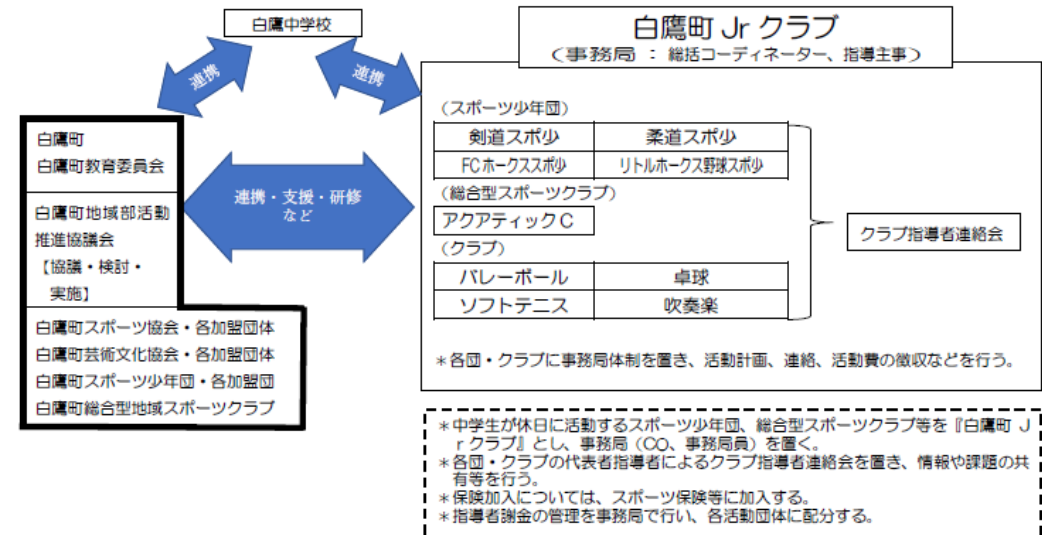 白鷹中学校
白鷹町 Jr クラブ
(事務局 : 総括コーディネーター、指導主事)
連携
連携
(スポーツ少年団)
剣道スポ少
柔道スポ少
FCホークススポ少
リトルホークス野球スポ少
(総合型スポーツクラブ)
アクアティックC
(クラブ)
バレーボール
卓球
ソフトテニス
吹奏楽
クラブ指導者連絡会
*各団・クラブに事務局体制を置き、活動計画、連絡、活動費の徴収などを行う。
白鷹町
白鷹町教育委員会
白鷹町地域部活動
推進協議会
【協議・検討・
実施】
白鷹町スポーツ協会・各加盟団体
白鷹町芸術文化協会・各加盟団体
白鷹町スポーツ少年団・各加盟団
白鷹町総合型地域スポーツクラブ
連携・支援・研修
など
*中学生が休日に活動するスポーツ少年団、総合型スポーツクラブ等を『白鷹町 J
rクラブ』とし、事務局(CO、事務局員)を置く。
*各団・クラブの代表者指導者によるクラブ指導者連絡会を置き、情報や課題の共
有等を行う。
*保険加入については、スポーツ保険等に加入する。
*指導者謝金の管理を事務局で行い、各活動団体に配分する。